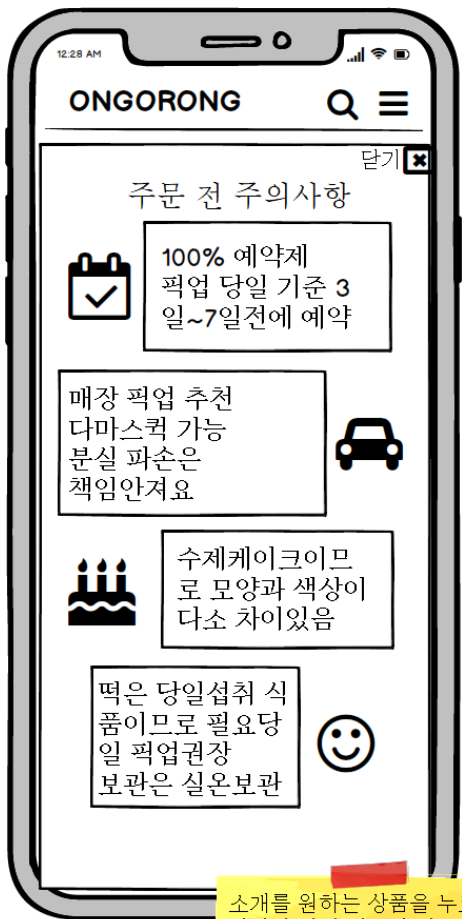 12:28 AM
ONGORONG
닫기
주문 전 주의사항
100% 예약제
픽업 당일 기준 3
일~7일전에 예약
매장 픽업 추천
다마스퀵 가능
분실 파손은
책임안져요
수제케이크이므
로 모양과 색상이
다소 차이있음
떡은 당일섭취 식
품이므로 필요당
일 픽업권장
보관은 실온보관
소개를 원하는 상품을